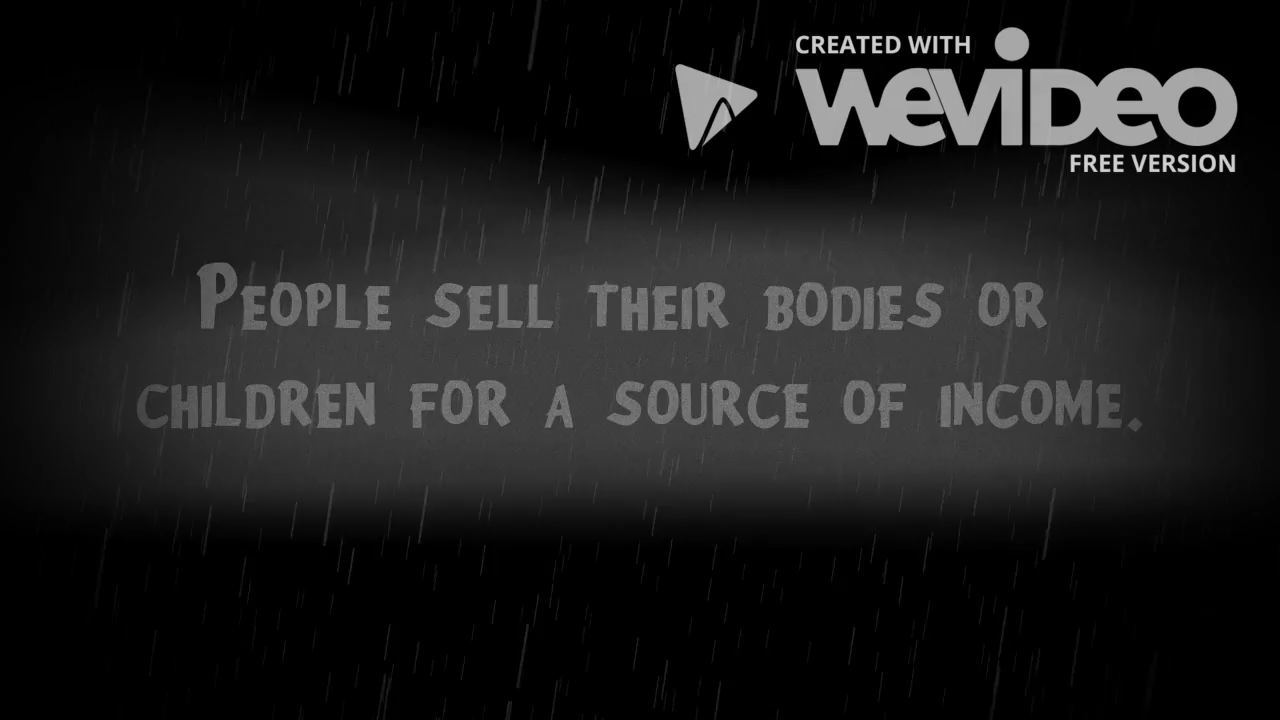 CREATED WITH
WEVIDEO
FREE VERSION
PEOPLE SELL THEIR BODIES OR
CHILDREN FOR A SOURCE OF INCOME.